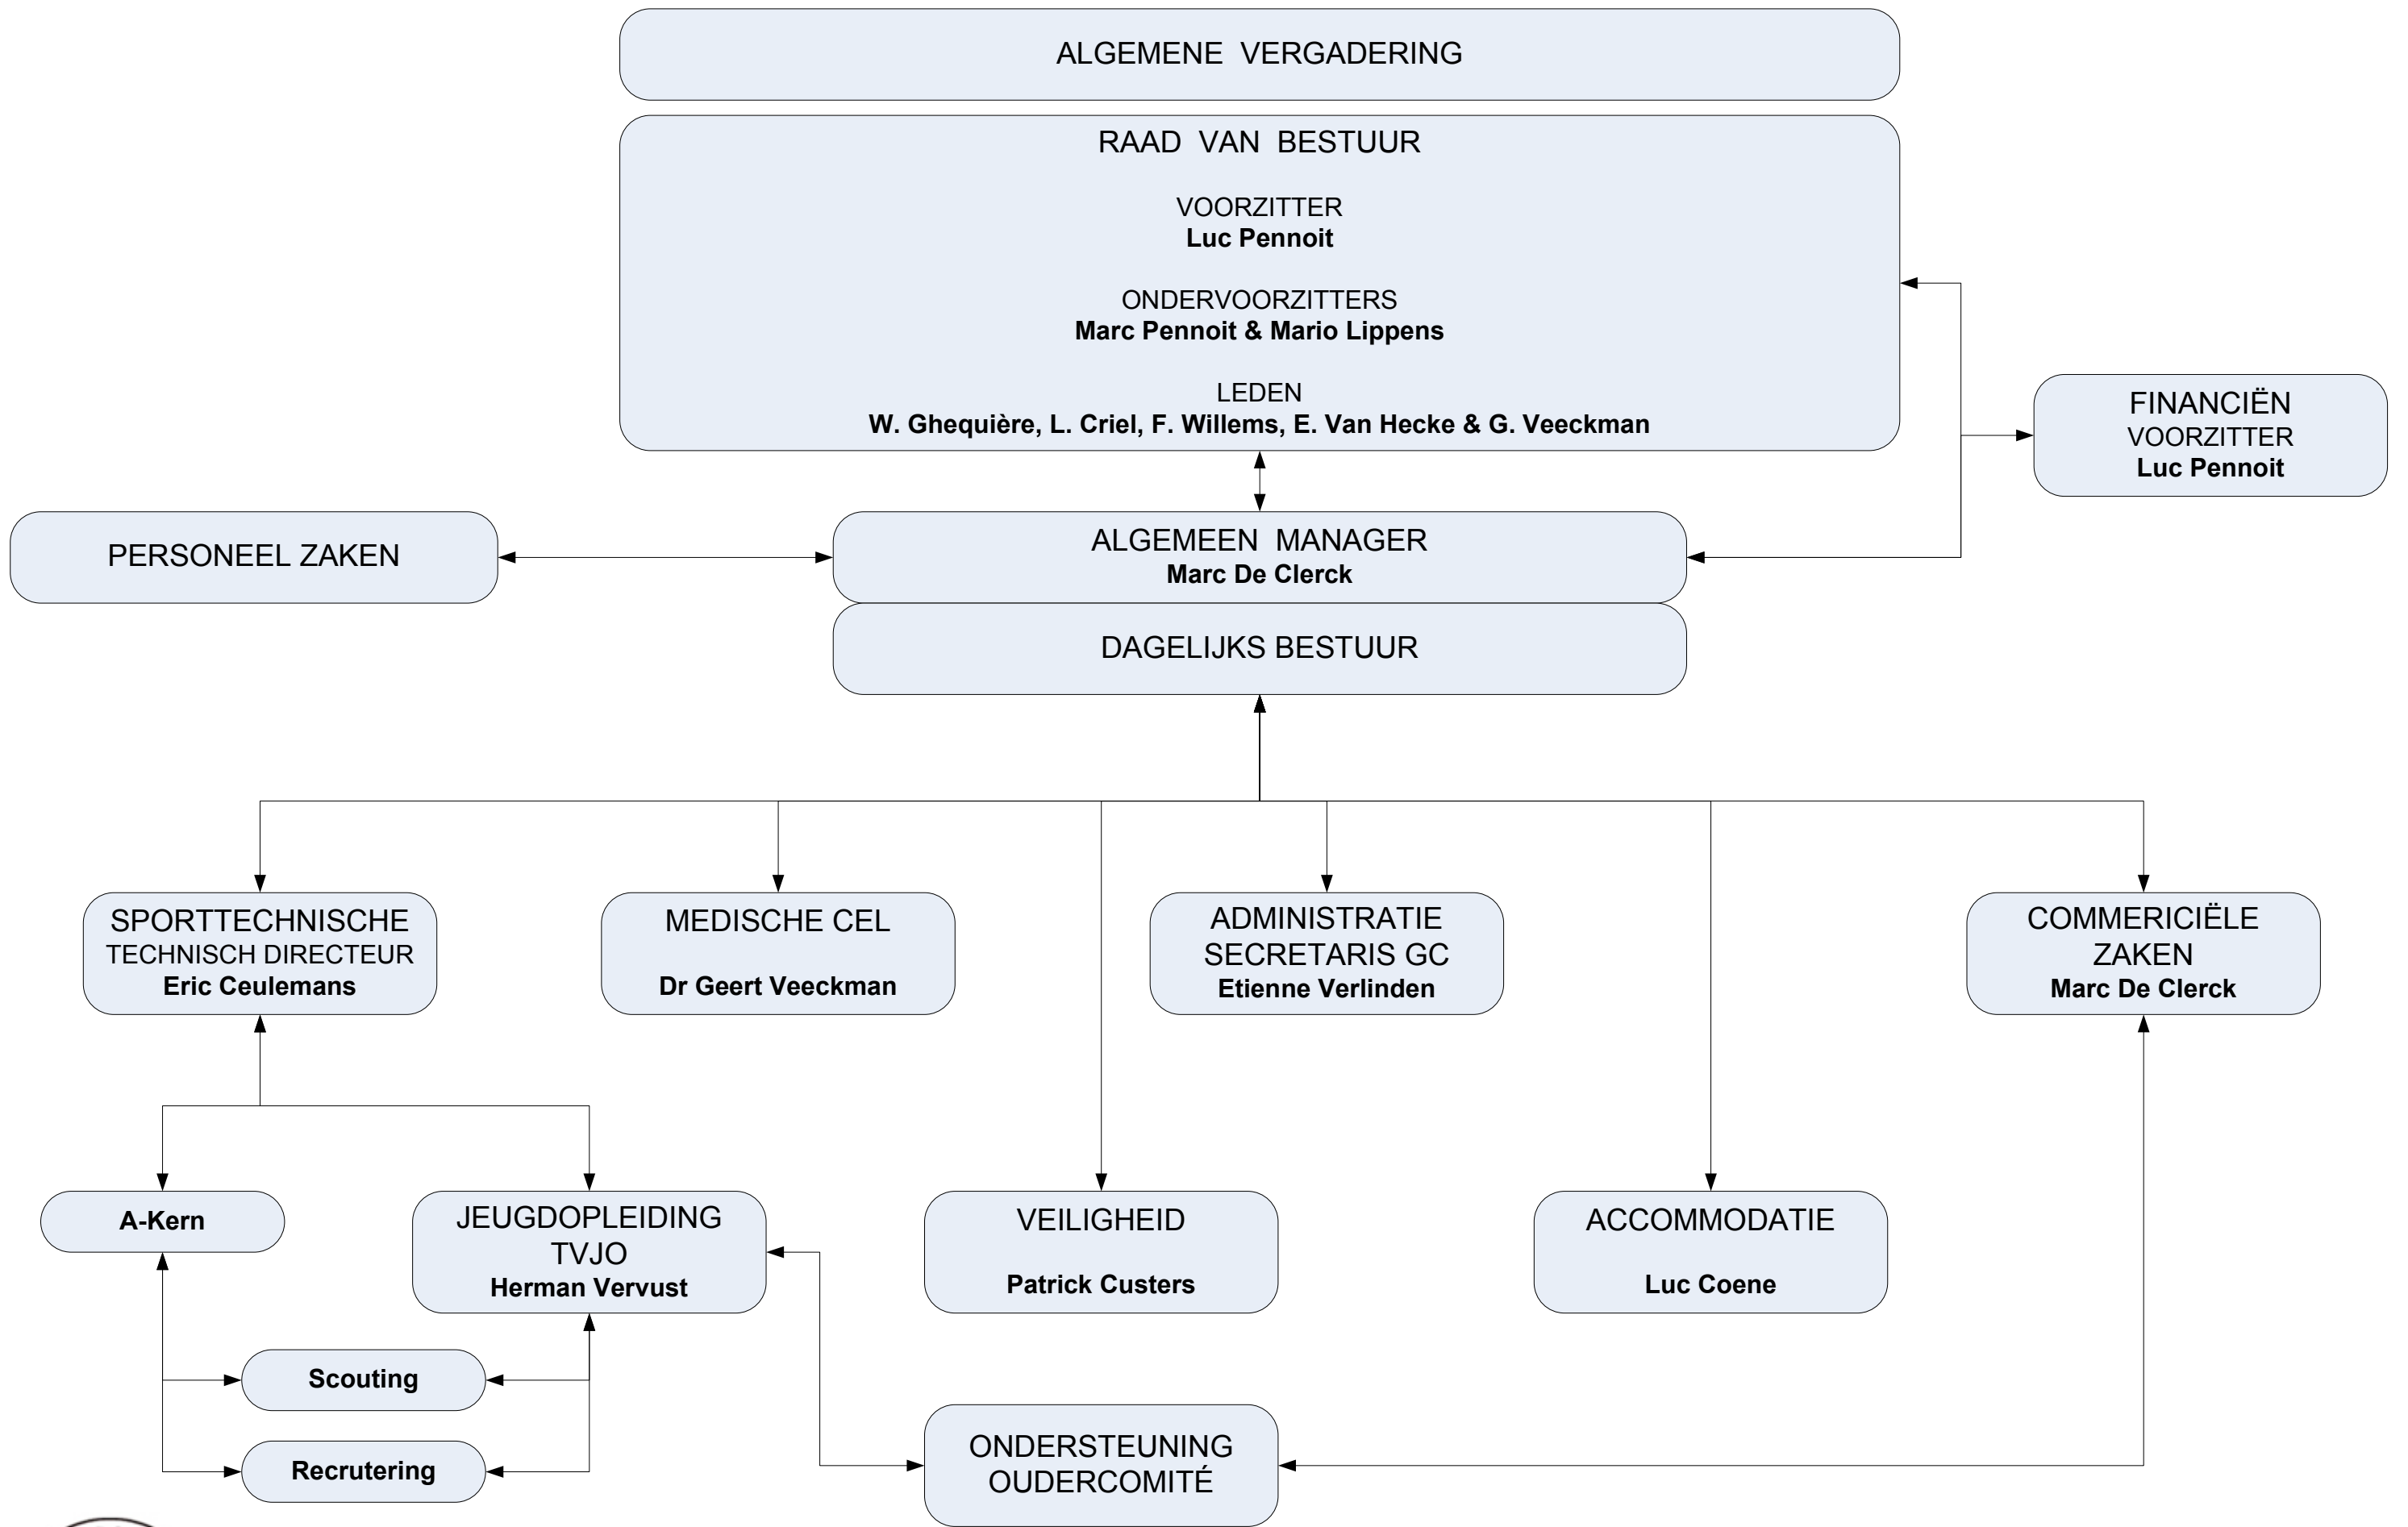 ALGEMENE VERGADERING
RAAD VAN BESTUUR
VOORZITTER
Luc Pennoit
ONDERVOORZITTERS
Marc Pennoit & Mario Lippens
LEDEN
W. Ghequière, L. Criel, F. Willems, E. Van Hecke & G. Veeckman
FINANCIËN
VOORZITTER
Luc Pennoit
PERSONEEL ZAKEN
ALGEMEEN MANAGER
Marc De Clerck
DAGELIJKS BESTUUR
SPORTTECHNISCHE
TECHNISCH DIRECTEUR
Eric Ceulemans
MEDISCHE CEL
Dr Geert Veeckman
ADMINISTRATIE
SECRETARIS GC
Etienne Verlinden
COMMERICIËLE
ZAKEN
Marc De Clerck
A-Kern
JEUGDOPLEIDING
TVJO
Herman Vervust
VEILIGHEID
Patrick Custers
ACCOMMODATIE
Luc Coene
Scouting
Recrutering
ONDERSTEUNING
OUDERCOMITÉ